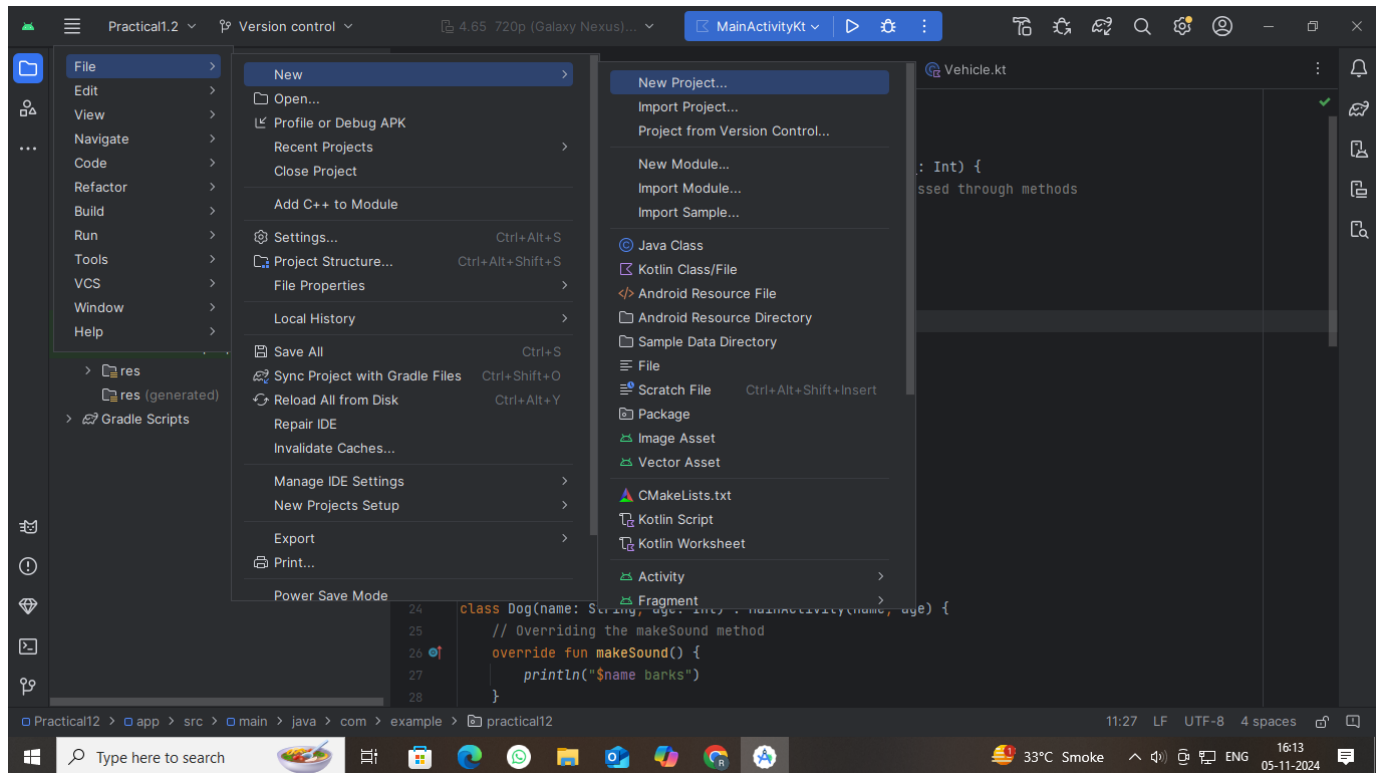 Practical1.2 Version control 4.65 720p (Galaxy Nexus)... MainActivityKt
File
Edit
View
Navigate
Code
Refactor
Build
Run
Tools
VCS
Window
Help
res
res (generated)
Gradle Scripts
New
Open...
Profile or Debug APK
Recent Projects
Close Project
Add C++ to Module
Settings... Ctrl+Alt+S
Project Structure... Ctrl+Alt+Shift+S
File Properties
Local History
Save All Ctrl+S
Sync Project with Gradle Files Ctrl+Shift+O
Reload All from Disk Ctrl+Alt+Y
Repair IDE
Invalidate Caches...
Manage IDE Settings
New Projects Setup
Export
Print...
Power Save Mode
New Project...
Import Project...
Project from Version Control...
New Module...
Import Module...
Import Sample...
Java Class
Kotlin Class/File
Android Resource File
Android Resource Directory
Sample Data Directory
File
Scratch File Ctrl+Alt+Shift+Insert
Package
Image Asset
Vector Asset
CMakeLists.txt
Kotlin Script
Kotlin Worksheet
Activity
Fragment
Vehicle.kt
: Int) {
ssed through methods
24 class Dog(name: String, age: Int) : MainActivity(name, age) {
25 // Overriding the makeSound method
26 override fun makeSound() {
27 println("$name barks")
28 }
Practical12 > app > src > main > java > com > example > practical12 11:27 LF UTF-8 4 spaces
Type here to search 1 33°C Smoke ENG 16:13
05-11-2024